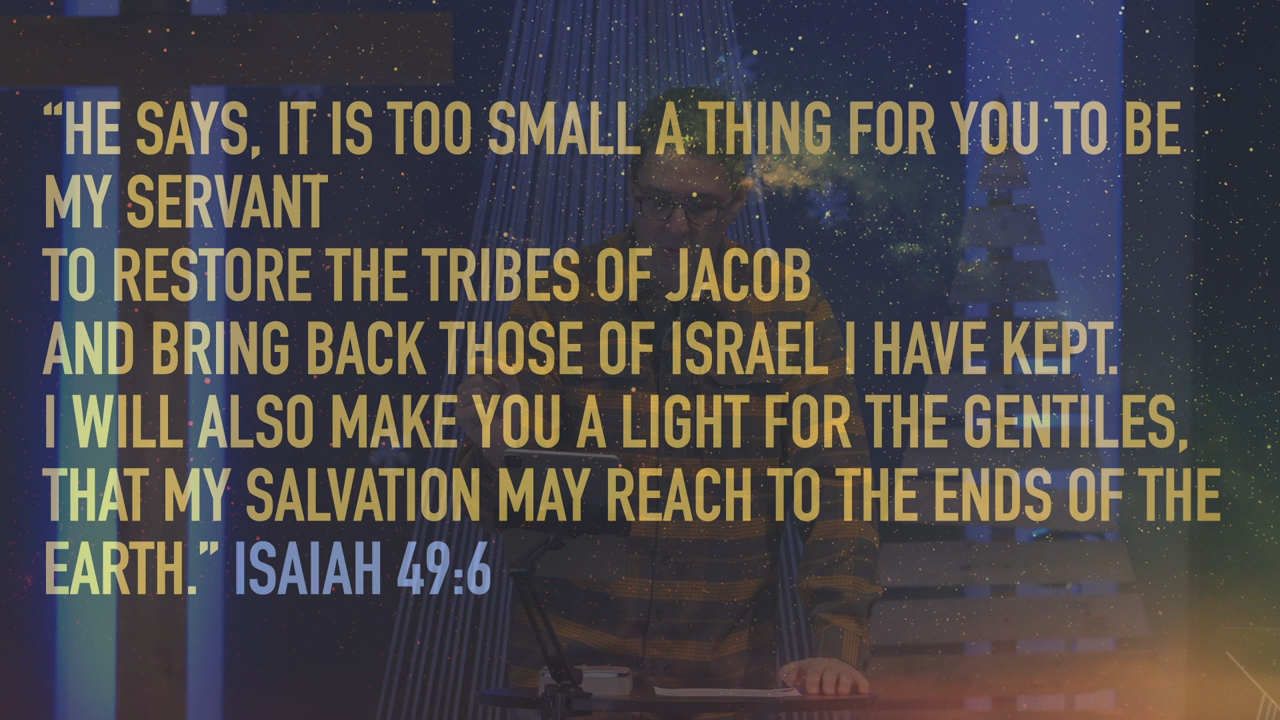 “HE SAYS, IT IS TOO SMALL A THING FOR YOU TO BE
MY SERVANT
TO RESTORE THE TRIBES OF JACOB
AND BRING BACK THOSE OF ISRAEL I HAVE KEPT.
I WILL ALSO MAKE YOU A LIGHT FOR THE GENTILES,
THAT MY SALVATION MAY REACH TO THE ENDS OF THE
EARTH.” ISAIAH 49:6